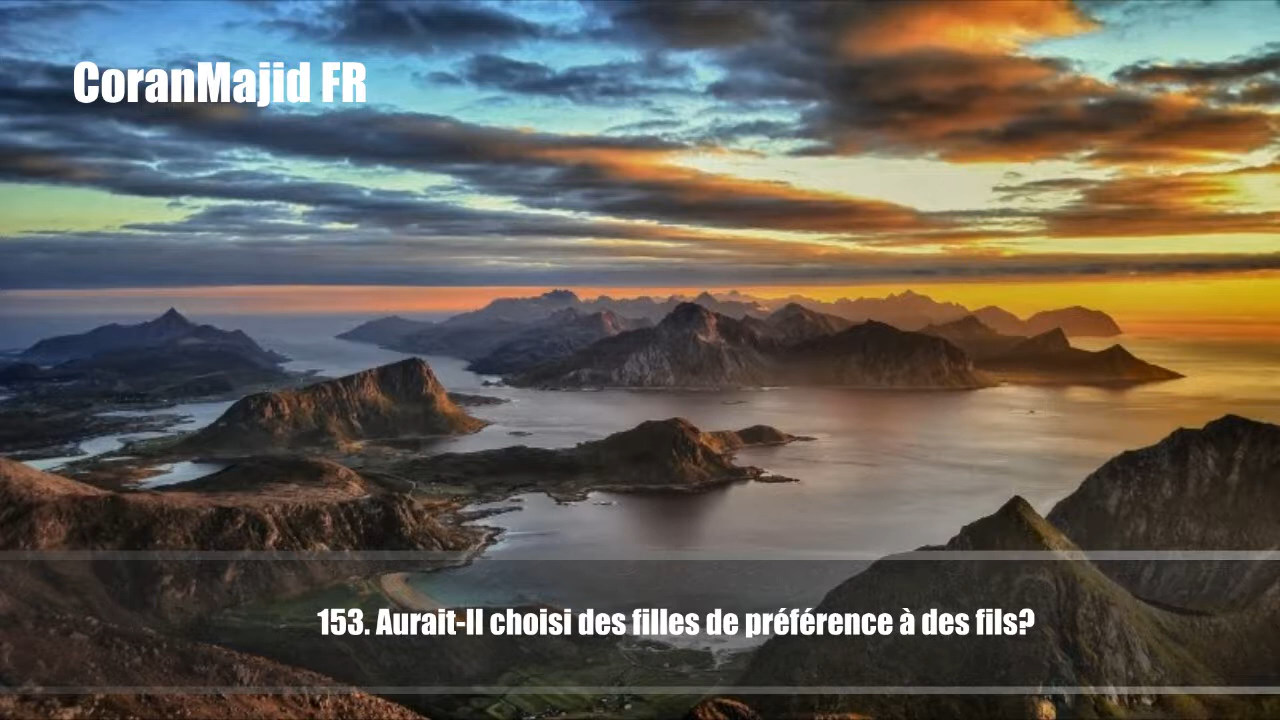 CoranMajid FR
153. Aurait-Il choisi des filles de préférence à des fils?